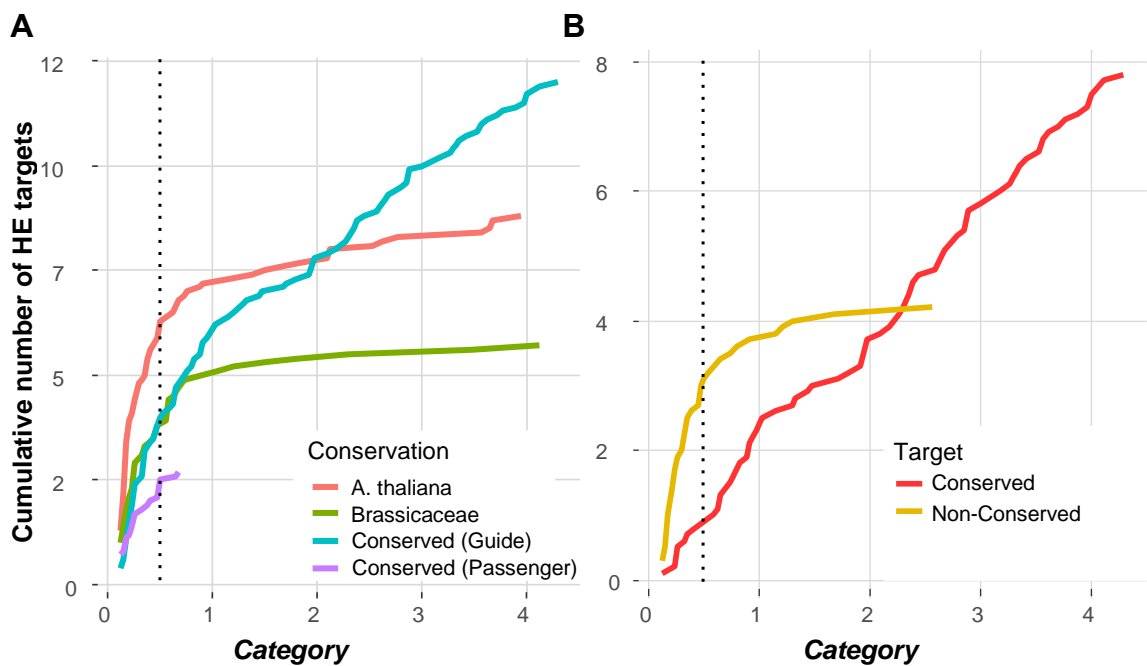 A
B
Cumulative number of HE targets
12
10
7
5
2
0
0
1
2
3
4
Category
Conservation
A. thaliana
Brassicaceae
Conserved (Guide)
Conserved (Passenger)
8
6
4
2
0
0
1
2
3
4
Category
Target
Conserved
Non-Conserved